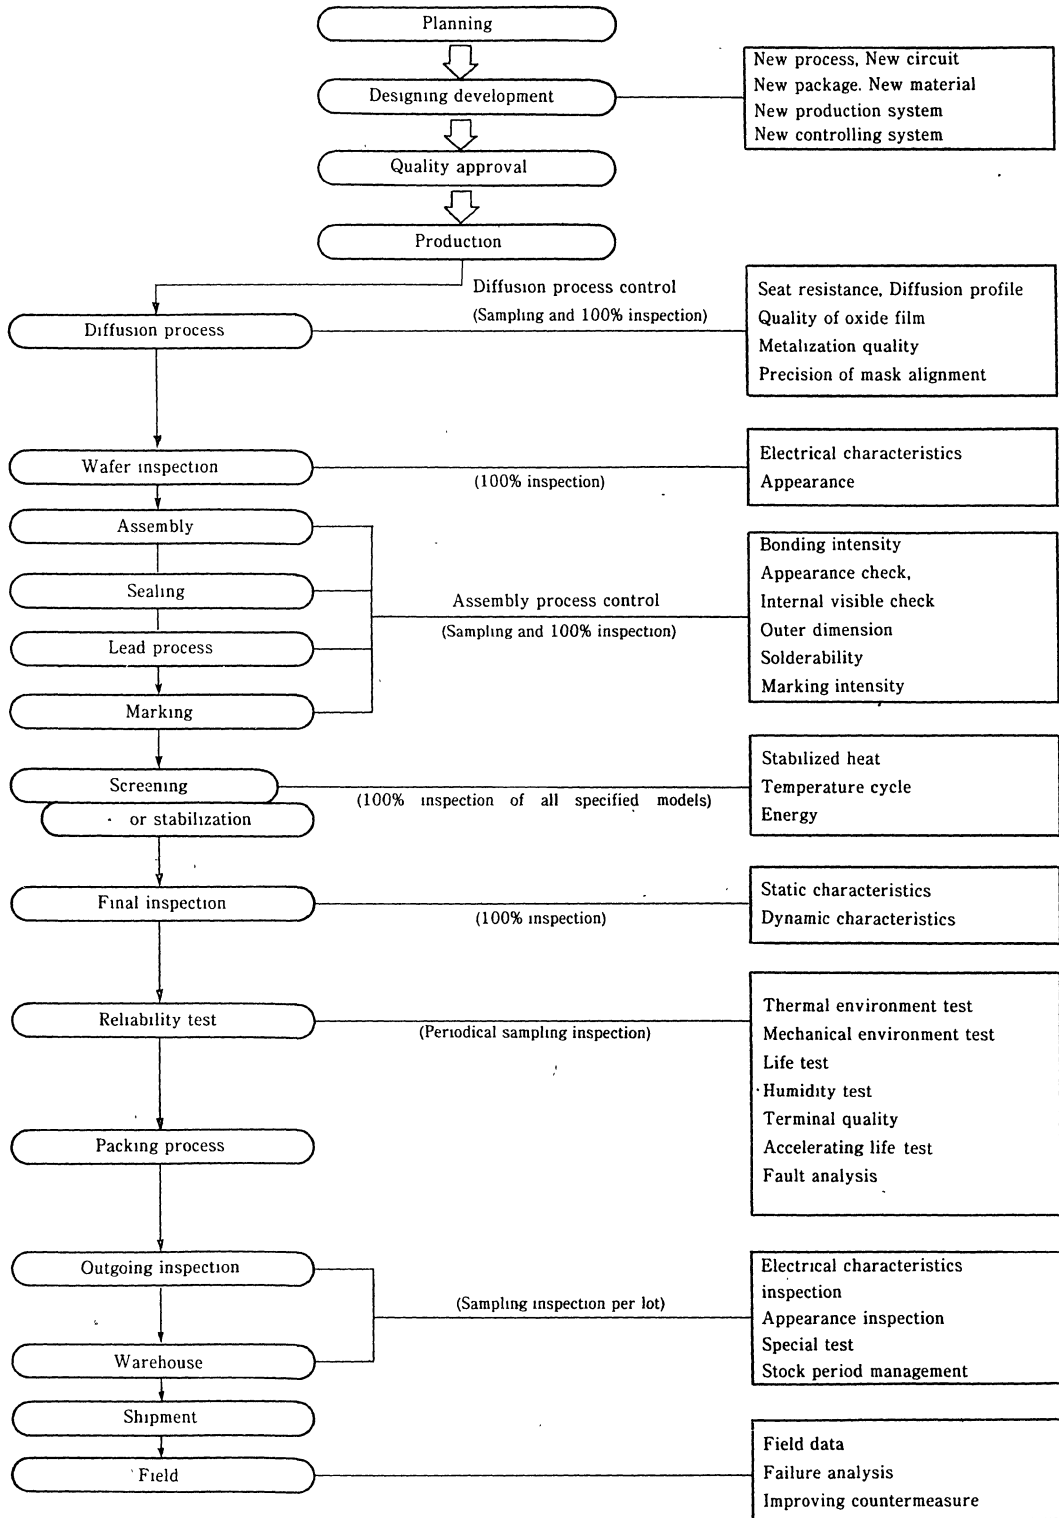 Planning
Designing development
New process, New circuit
New package. New material
New production system
New controlling system
Quality approval
Production
Diffusion process control
(Sampling and 100% inspection)
Diffusion process
Seat resistance, Diffusion profile
Quality of oxide film
Metalization quality
Precision of mask alignment
Wafer inspection
(100% inspection)
Electrical characteristics
Appearance
Assembly
Sealing
Lead process
Marking
Assembly process control
(Sampling and 100% inspection)
Bonding intensity
Appearance check,
Internal visible check
Outer dimension
Solderability
Marking intensity
Screening
or stabilization
(100% inspection of all specified models)
Stabilized heat
Temperature cycle
Energy
Final inspection
(100% inspection)
Static characteristics
Dynamic characteristics
Reliability test
(Periodical sampling inspection)
Thermal environment test
Mechanical environment test
Life test
Humidity test
Terminal quality
Accelerating life test
Fault analysis
Packing process
Outgoing inspection
Warehouse
(Sampling inspection per lot)
Electrical characteristics
inspection
Appearance inspection
Special test
Stock period management
Shipment
Field
Field data
Failure analysis
Improving countermeasure